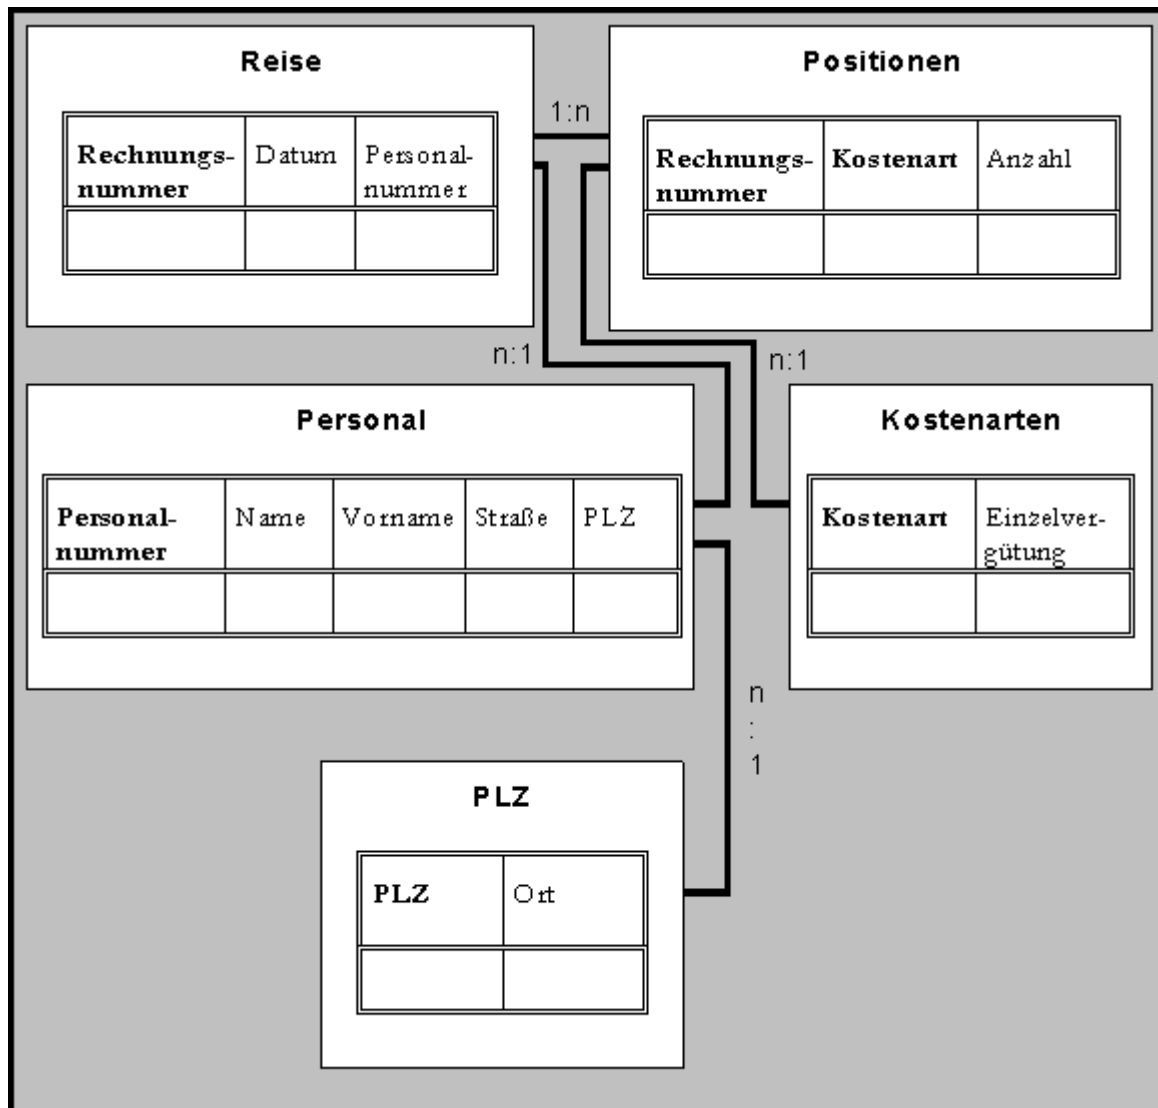 Reise
Rechnungs-
nummer
Datum
Personal-
nummer
1:n
Positionen
Rechnungs-
nummer
Kostenart
Anzahl
n:1
n:1
Personal
Personal-
nummer
Name
Vorname
Straße
PLZ
Kostenarten
Kostenart
Einzelver-
gütung
n
:
1
PLZ
PLZ
Ort